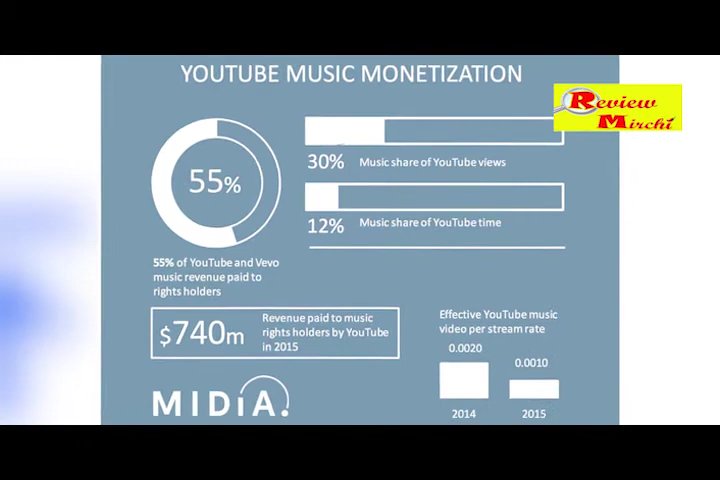 YOUTUBE MUSIC MONETIZATION
Review
Mirchi
55%
30% Music share of YouTube views
12% Music share of YouTube time
55% of YouTube and Vevo
music revenue paid to
rights holders
$740m
Revenue paid to music
rights holders by YouTube
in 2015
Effective YouTube music
video per stream rate
0.0020
0.0010
2014
2015
MIDiA.